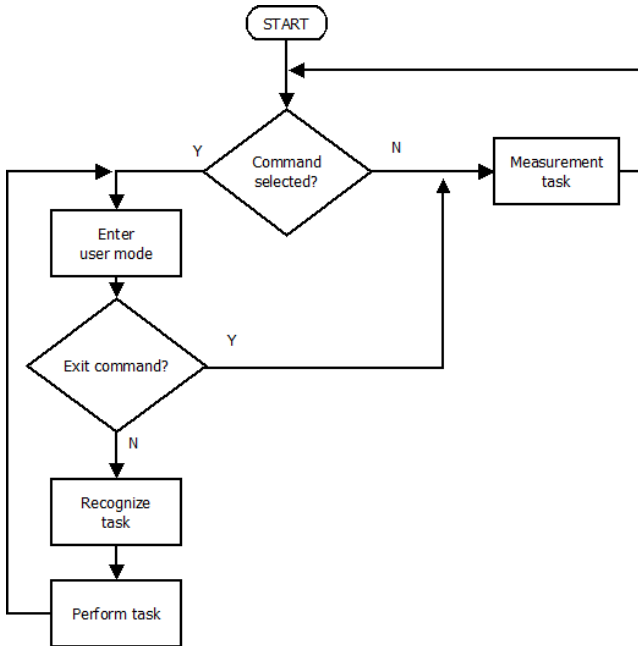 START
Y
Command
selected?
N
Measurement
task
Enter
user mode
Exit command?
Y
N
Recognize
task
Perform task